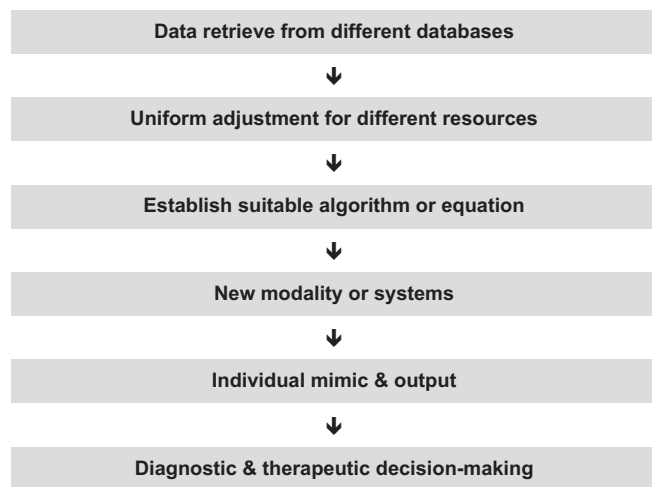 Data retrieve from different databases
Uniform adjustment for different resources
Establish suitable algorithm or equation
New modality or systems
Individual mimic & output
Diagnostic & therapeutic decision-making